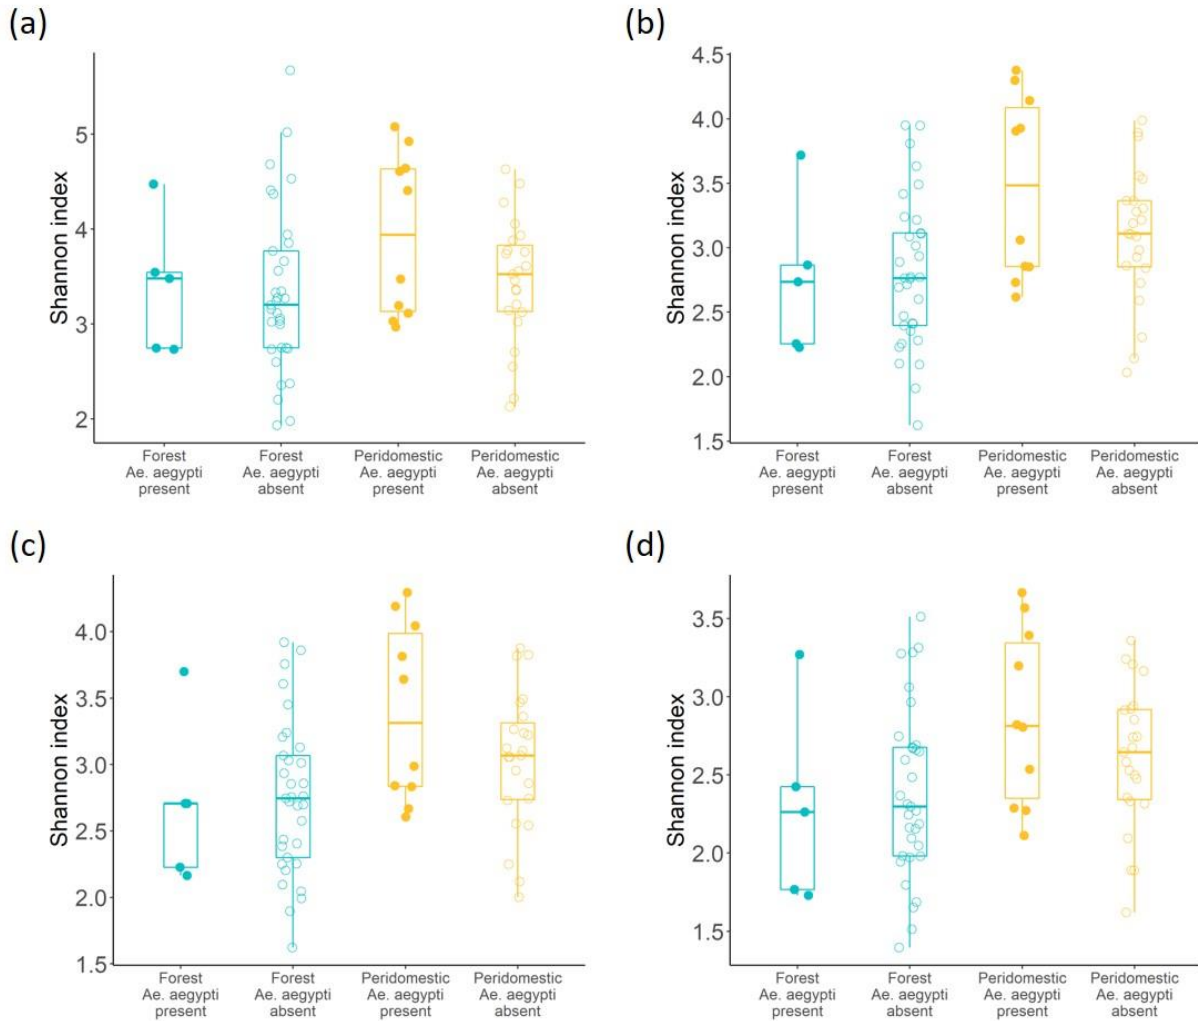 (a)
Shannon index
5
4
3
2
Forest
Ae. aegypti
present
Forest
Ae. aegypti
absent
Peridomestic
Ae. aegypti
present
Peridomestic
Ae. aegypti
absent
(b)
Shannon index
4.5
4.0
3.5
3.0
2.5
2.0
1.5
Forest
Ae. aegypti
present
Forest
Ae. aegypti
absent
Peridomestic
Ae. aegypti
present
Peridomestic
Ae. aegypti
absent
(c)
Shannon index
4.0
3.5
3.0
2.5
2.0
1.5
Forest
Ae. aegypti
present
Forest
Ae. aegypti
absent
Peridomestic
Ae. aegypti
present
Peridomestic
Ae. aegypti
absent
(d)
Shannon index
3.5
3.0
2.5
2.0
1.5
Forest
Ae. aegypti
present
Forest
Ae. aegypti
absent
Peridomestic
Ae. aegypti
present
Peridomestic
Ae. aegypti
absent